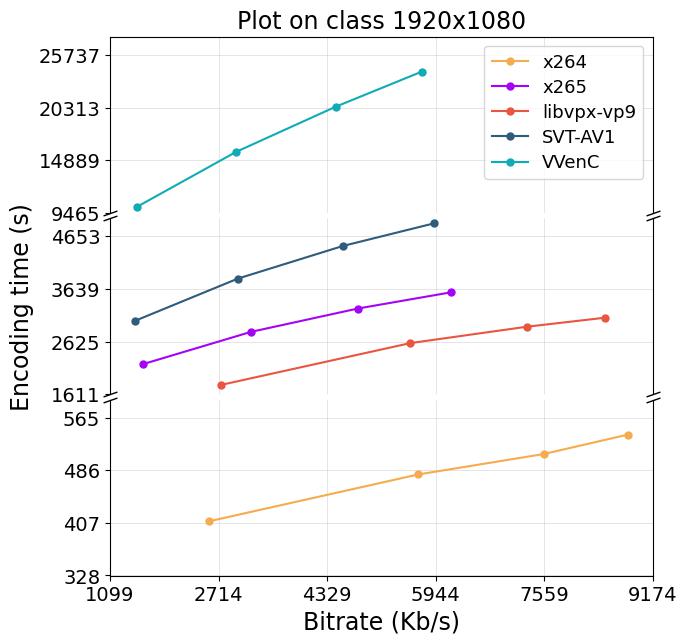 Plot on class 1920x1080
x264
x265
libvpx-vp9
SVT-AV1
VVenC
25737
20313
14889
9465
4653
3639
2625
1611
565
486
407
328
Encoding time (s)
1099 2714 4329 5944 7559 9174
Bitrate (Kb/s)